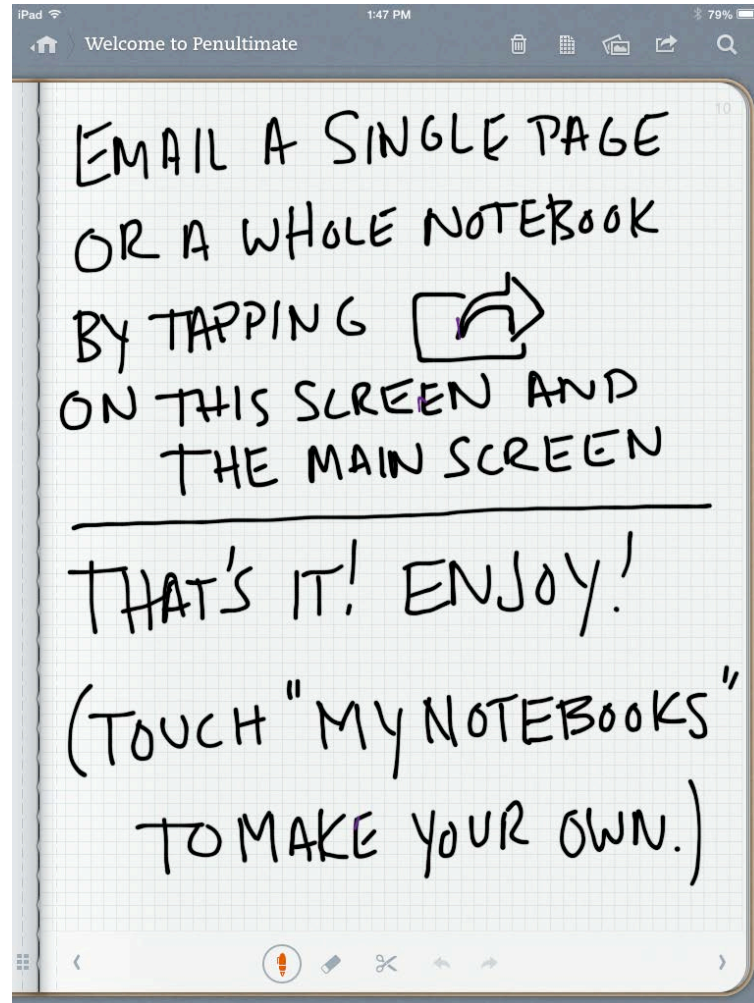 iPad 1:47 PM 79%
Welcome to Penultimate
10
EMAIL A SINGLE PAGE
OR A WHOLE NOTEBOOK
BY TAPPING
ON THIS SCREEN AND
THE MAIN SCREEN
THAT'S IT! ENJOY!
(TOUCH "MY NOTEBOOKS"
TO MAKE YOUR OWN.)